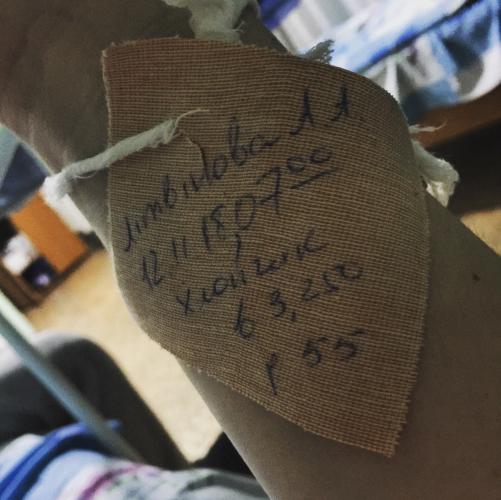 Литвинова А А.
12 11 18, 07⁰⁰
хлопчик
в 3,250
р 55